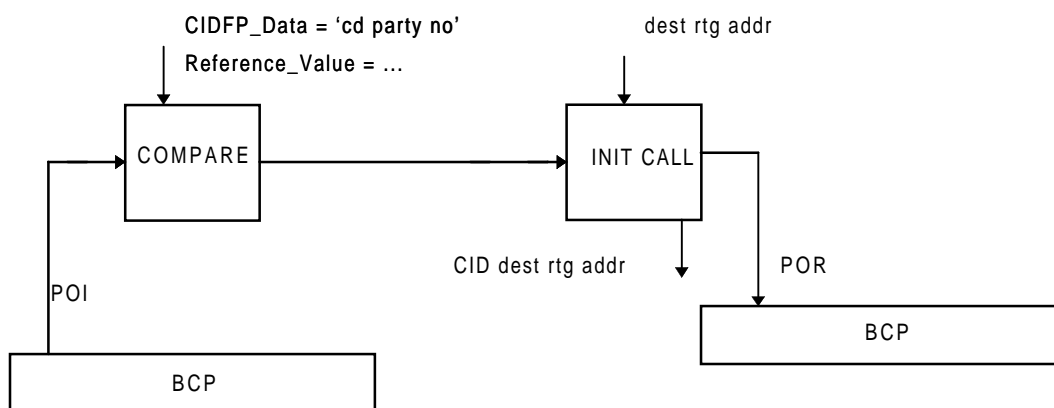 CIDFP_Data = ‘cd party no’
Reference_Value = ...
dest rtg addr
COMPARE
INIT CALL
CID dest rtg addr
POR
POI
BCP
BCP